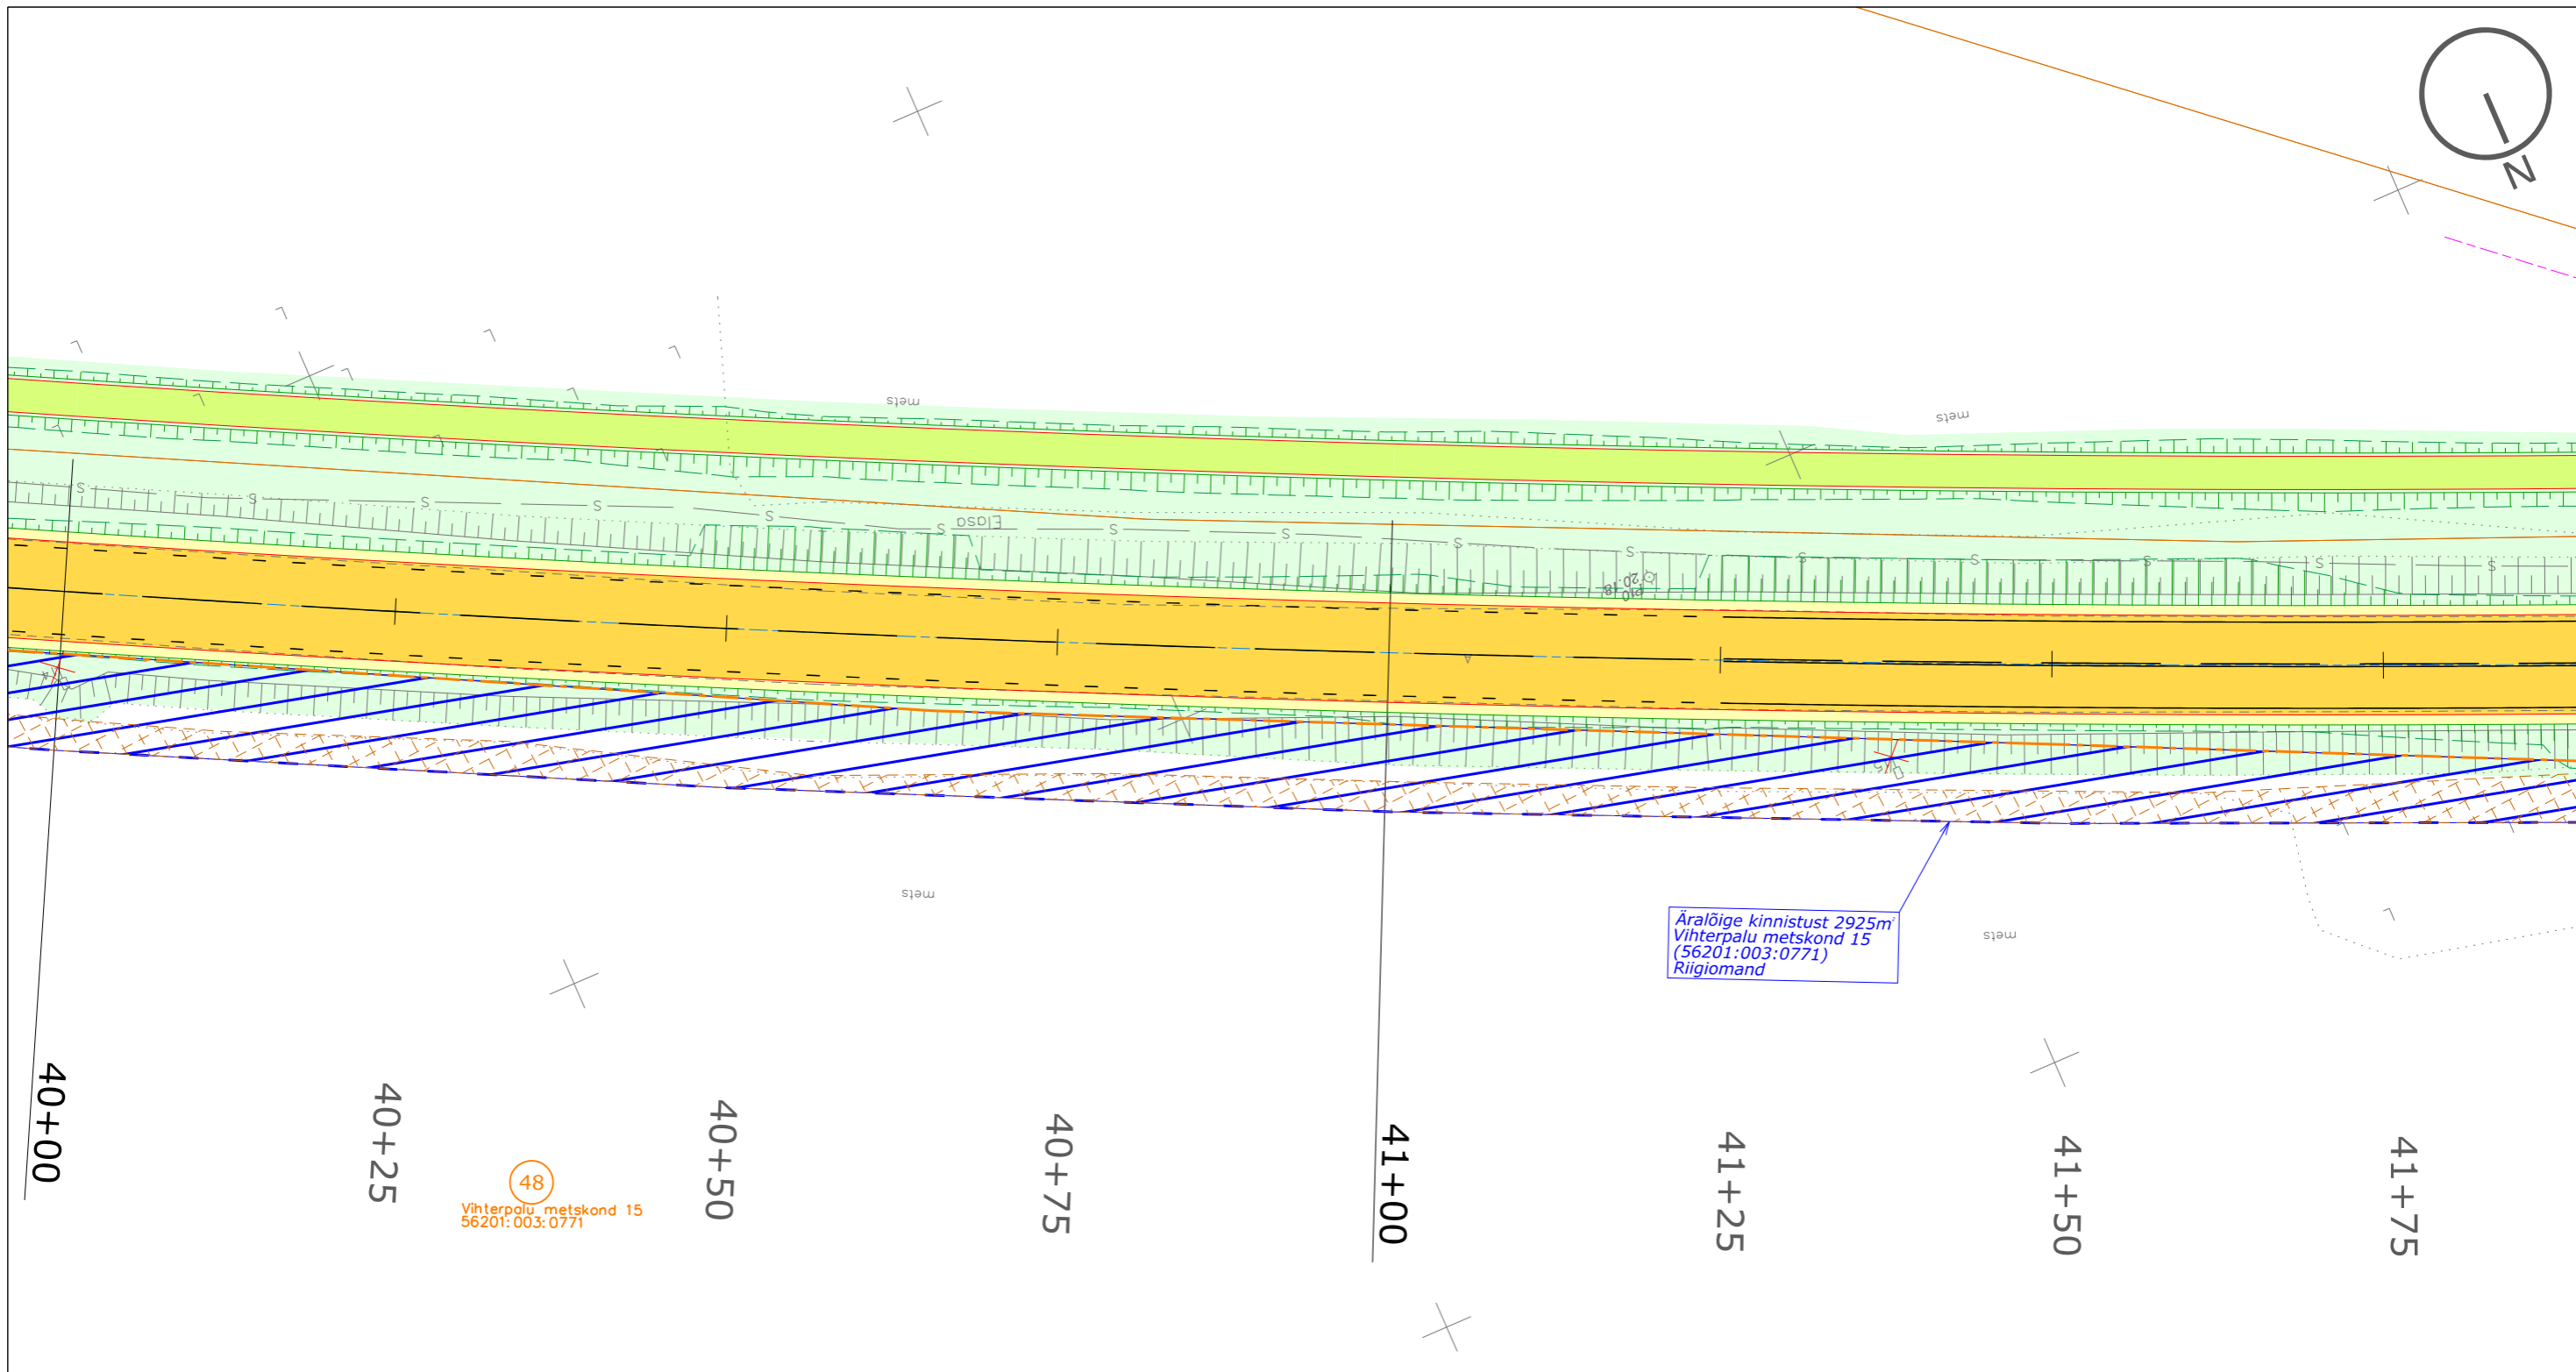 N
mets
mets
S S S S S S S S S S S S S S S
Elasa
mets
mets
Äralõige kinnistust 2925m²
Vihterpalu metskond 15
(56201:003:0771)
Riigiomand
40+00
40+25
40+50
40+75
41+00
41+25
41+50
41+75
48
Vihterpalu metskond 15
56201:003:0771